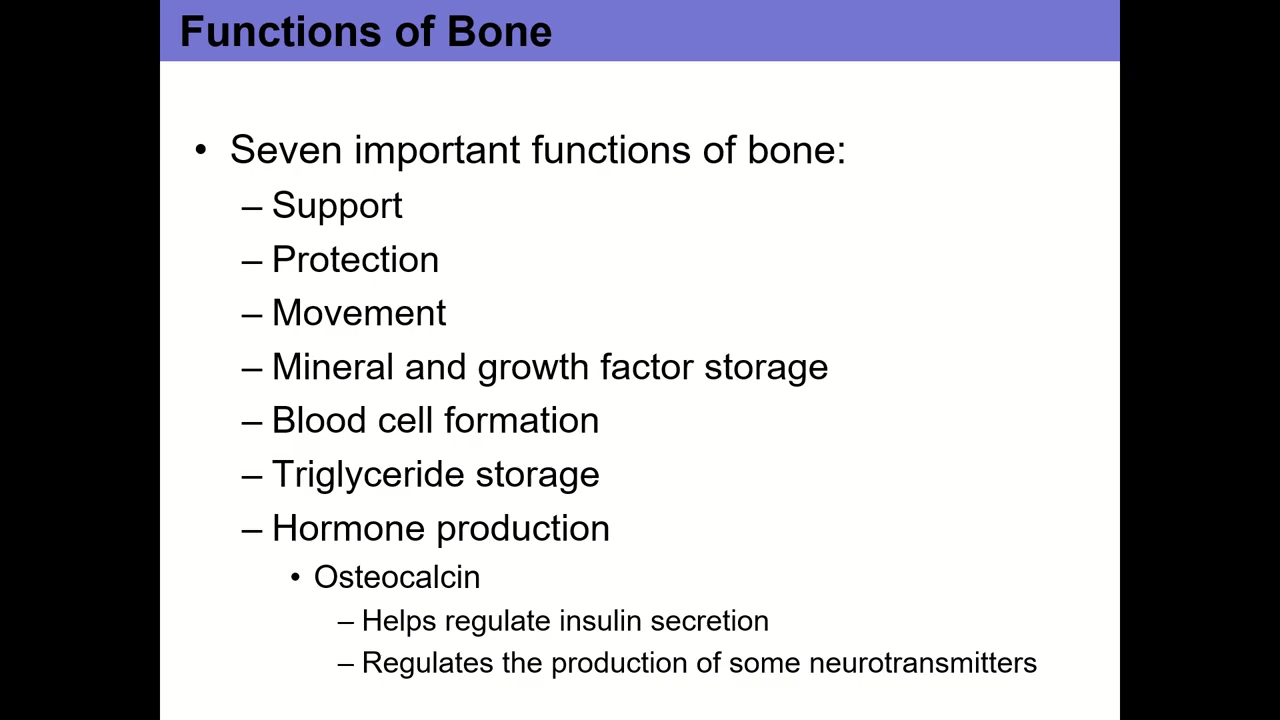 Functions of Bone
• Seven important functions of bone:
– Support
– Protection
– Movement
– Mineral and growth factor storage
– Blood cell formation
– Triglyceride storage
– Hormone production
• Osteocalcin
– Helps regulate insulin secretion
– Regulates the production of some neurotransmitters